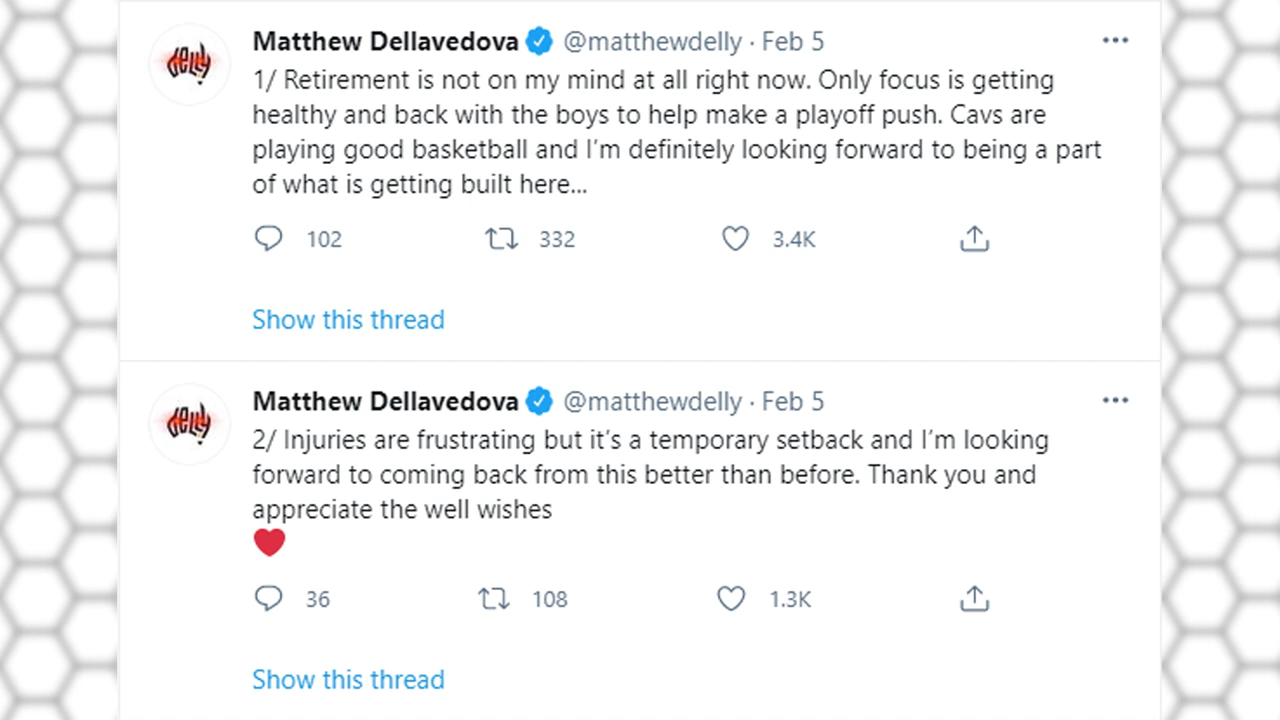 Matthew Dellavedova @matthewdelly · Feb 5
1/ Retirement is not on my mind at all right now. Only focus is getting
healthy and back with the boys to help make a playoff push. Cavs are
playing good basketball and I’m definitely looking forward to being a part
of what is getting built here...
102 332 3.4K
Show this thread
Matthew Dellavedova @matthewdelly · Feb 5
2/ Injuries are frustrating but it’s a temporary setback and I’m looking
forward to coming back from this better than before. Thank you and
appreciate the well wishes
❤️
36 108 1.3K
Show this thread
delly
delly